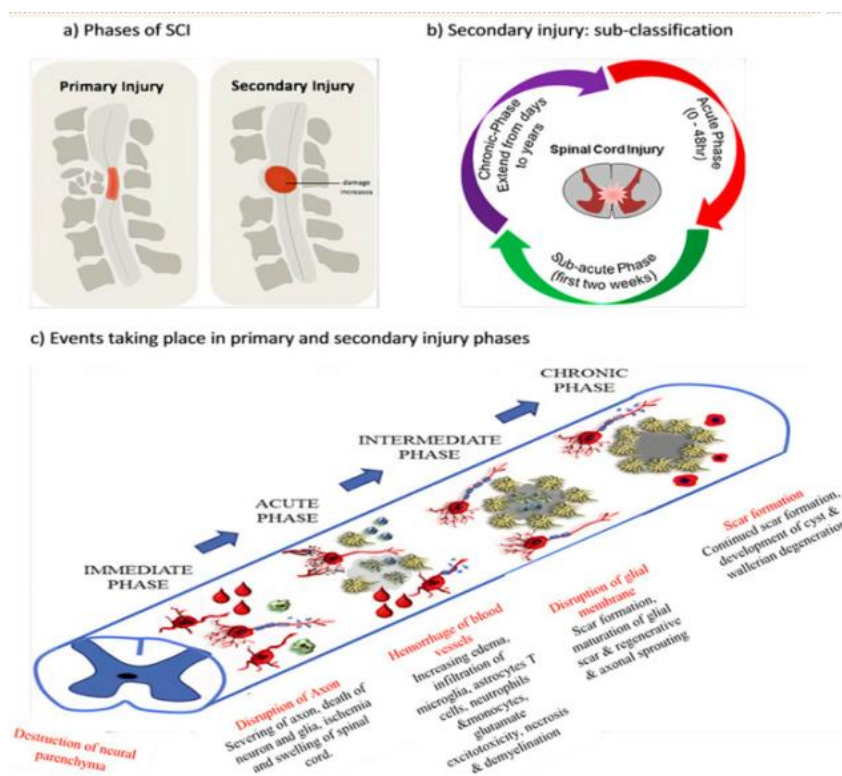 a) Phases of SCI
Primary Injury
Secondary Injury
damage
increases
b) Secondary injury: sub-classification
Acute Phase
(0 - 48hr)
Chronic-Phase
Extend from days
to years
Spinal Cord Injury
Sub-acute Phase
(first two weeks)
c) Events taking place in primary and secondary injury phases
IMMEDIATE
PHASE
ACUTE
PHASE
INTERMEDIATE
PHASE
CHRONIC
PHASE
Destruction of neural
parenchyma
Disruption of Axon
Severing of axon, death of
neuron and glia, ischemia
and swelling of spinal
cord.
Hemorrhage of blood
vessels
Increasing edema,
infiltration of
microglia, astrocytes T
cells, neutrophils
&monocytes,
glutamate
excitotoxicity, necrosis
& demyelination
Disruption of glial
membrane
Scar formation,
maturation of glial
scar & regenerative
& axonal sprouting
Scar formation
Continued scar formation,
development of cyst &
wallerian degeneration